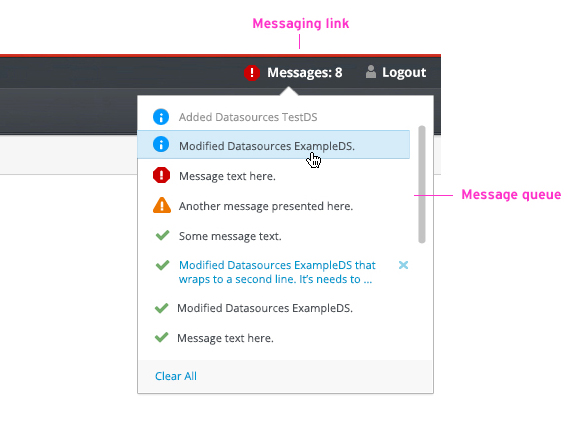 Messaging link
Messages: 8
Logout
Added Datasources TestDS
Modified Datasources ExampleDS.
Message text here.
Another message presented here.
Message queue
Some message text.
Modified Datasources ExampleDS that
wraps to a second line. It's needs to ...
Modified Datasources ExampleDS.
Message text here.
Clear All